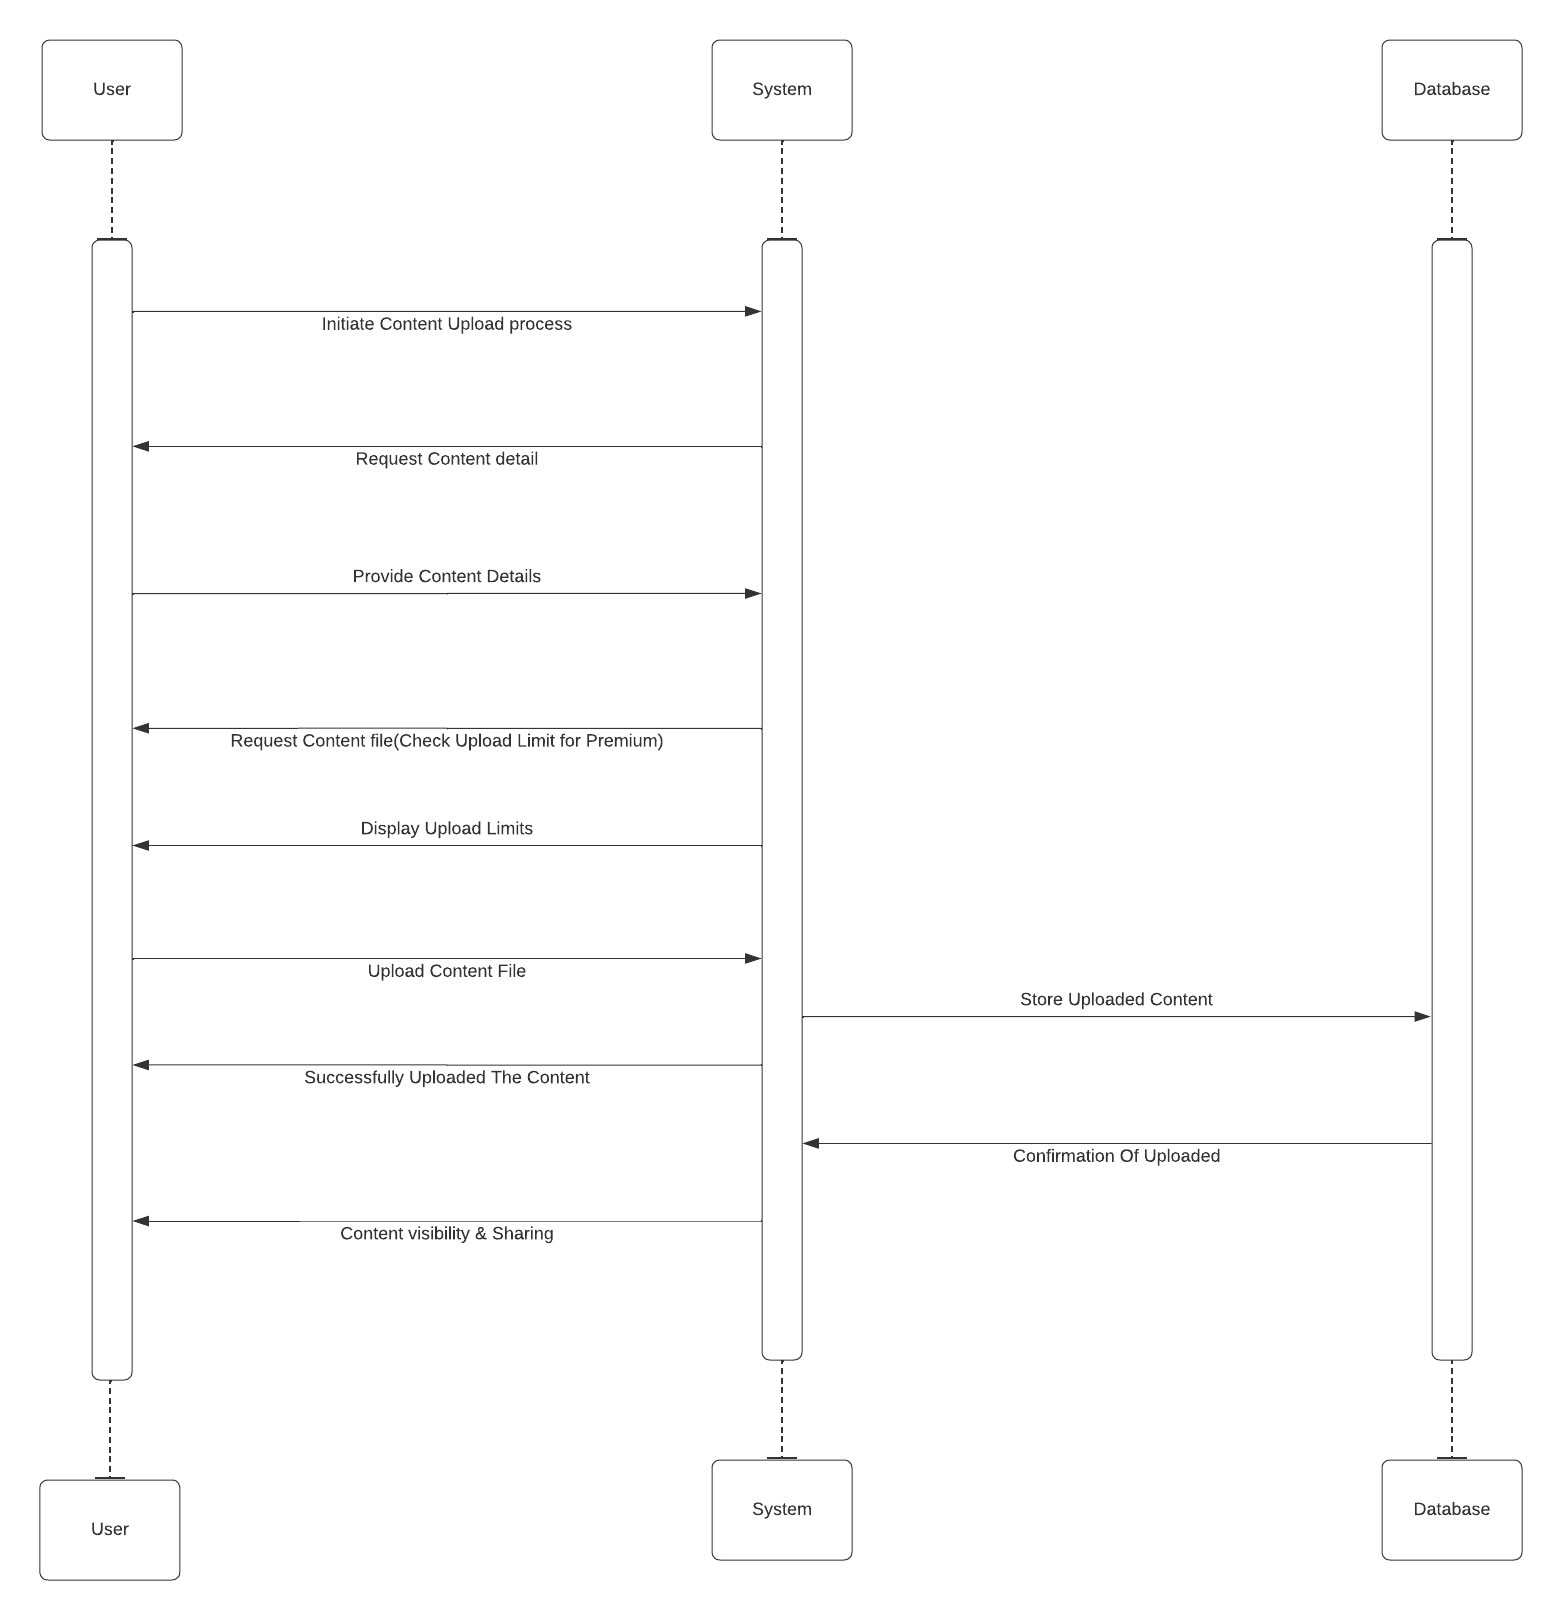 User
System
Database
Initiate Content Upload process
Request Content detail
Provide Content Details
Request Content file(Check Upload Limit for Premium)
Display Upload Limits
Upload Content File
Store Uploaded Content
Successfully Uploaded The Content
Confirmation Of Uploaded
Content visibility & Sharing
User
System
Database